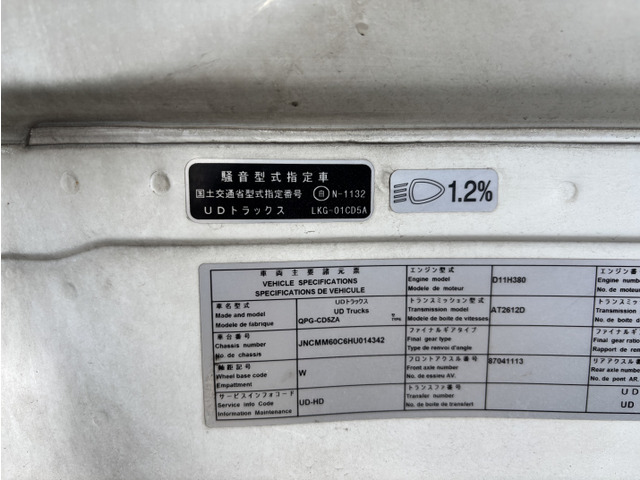 騒音型式指定車
国土交通省型式指定番号 自 N-1132
UDトラックス LKG-01CD5A
1.2%
車両主要諸元票
VEHICLE SPECIFICATIONS
SPECIFICATIONS DE VEHICULE
車名型式
Make and model
Modele de fabrique
UDトラックス
UD Trucks
QPG-CD5ZA
TYPE
車台番号
Chassis number
No. de chassis
JNCMM60C6HU014342
軸距記号
Wheel base code
Empattment
W
サービスインフォコード
Service info Code
Information Maintenance
UD-HD
エンジン型式
Engine model
Modele de moteur
D11H380
トランスミッション型式
Transmission model
Modele de boite de vitesses
AT2612D
ファイナルギアタイプ
Final gear type
Type de renvoi d'angle
フロントアクスル番号
Front axle number
No. de essieu AV.
87041113
トランスファ番号
Transfer number
No. de boite de transfert
エンジン番
Engine numb
No. de moteu
トランスミッシ
Transmission
No. de boite d
ファイナルギ
Final gear ratio
Rapport de ren
リアアクスル番
Rear axle numb
No. de pont AR.
UD
UD